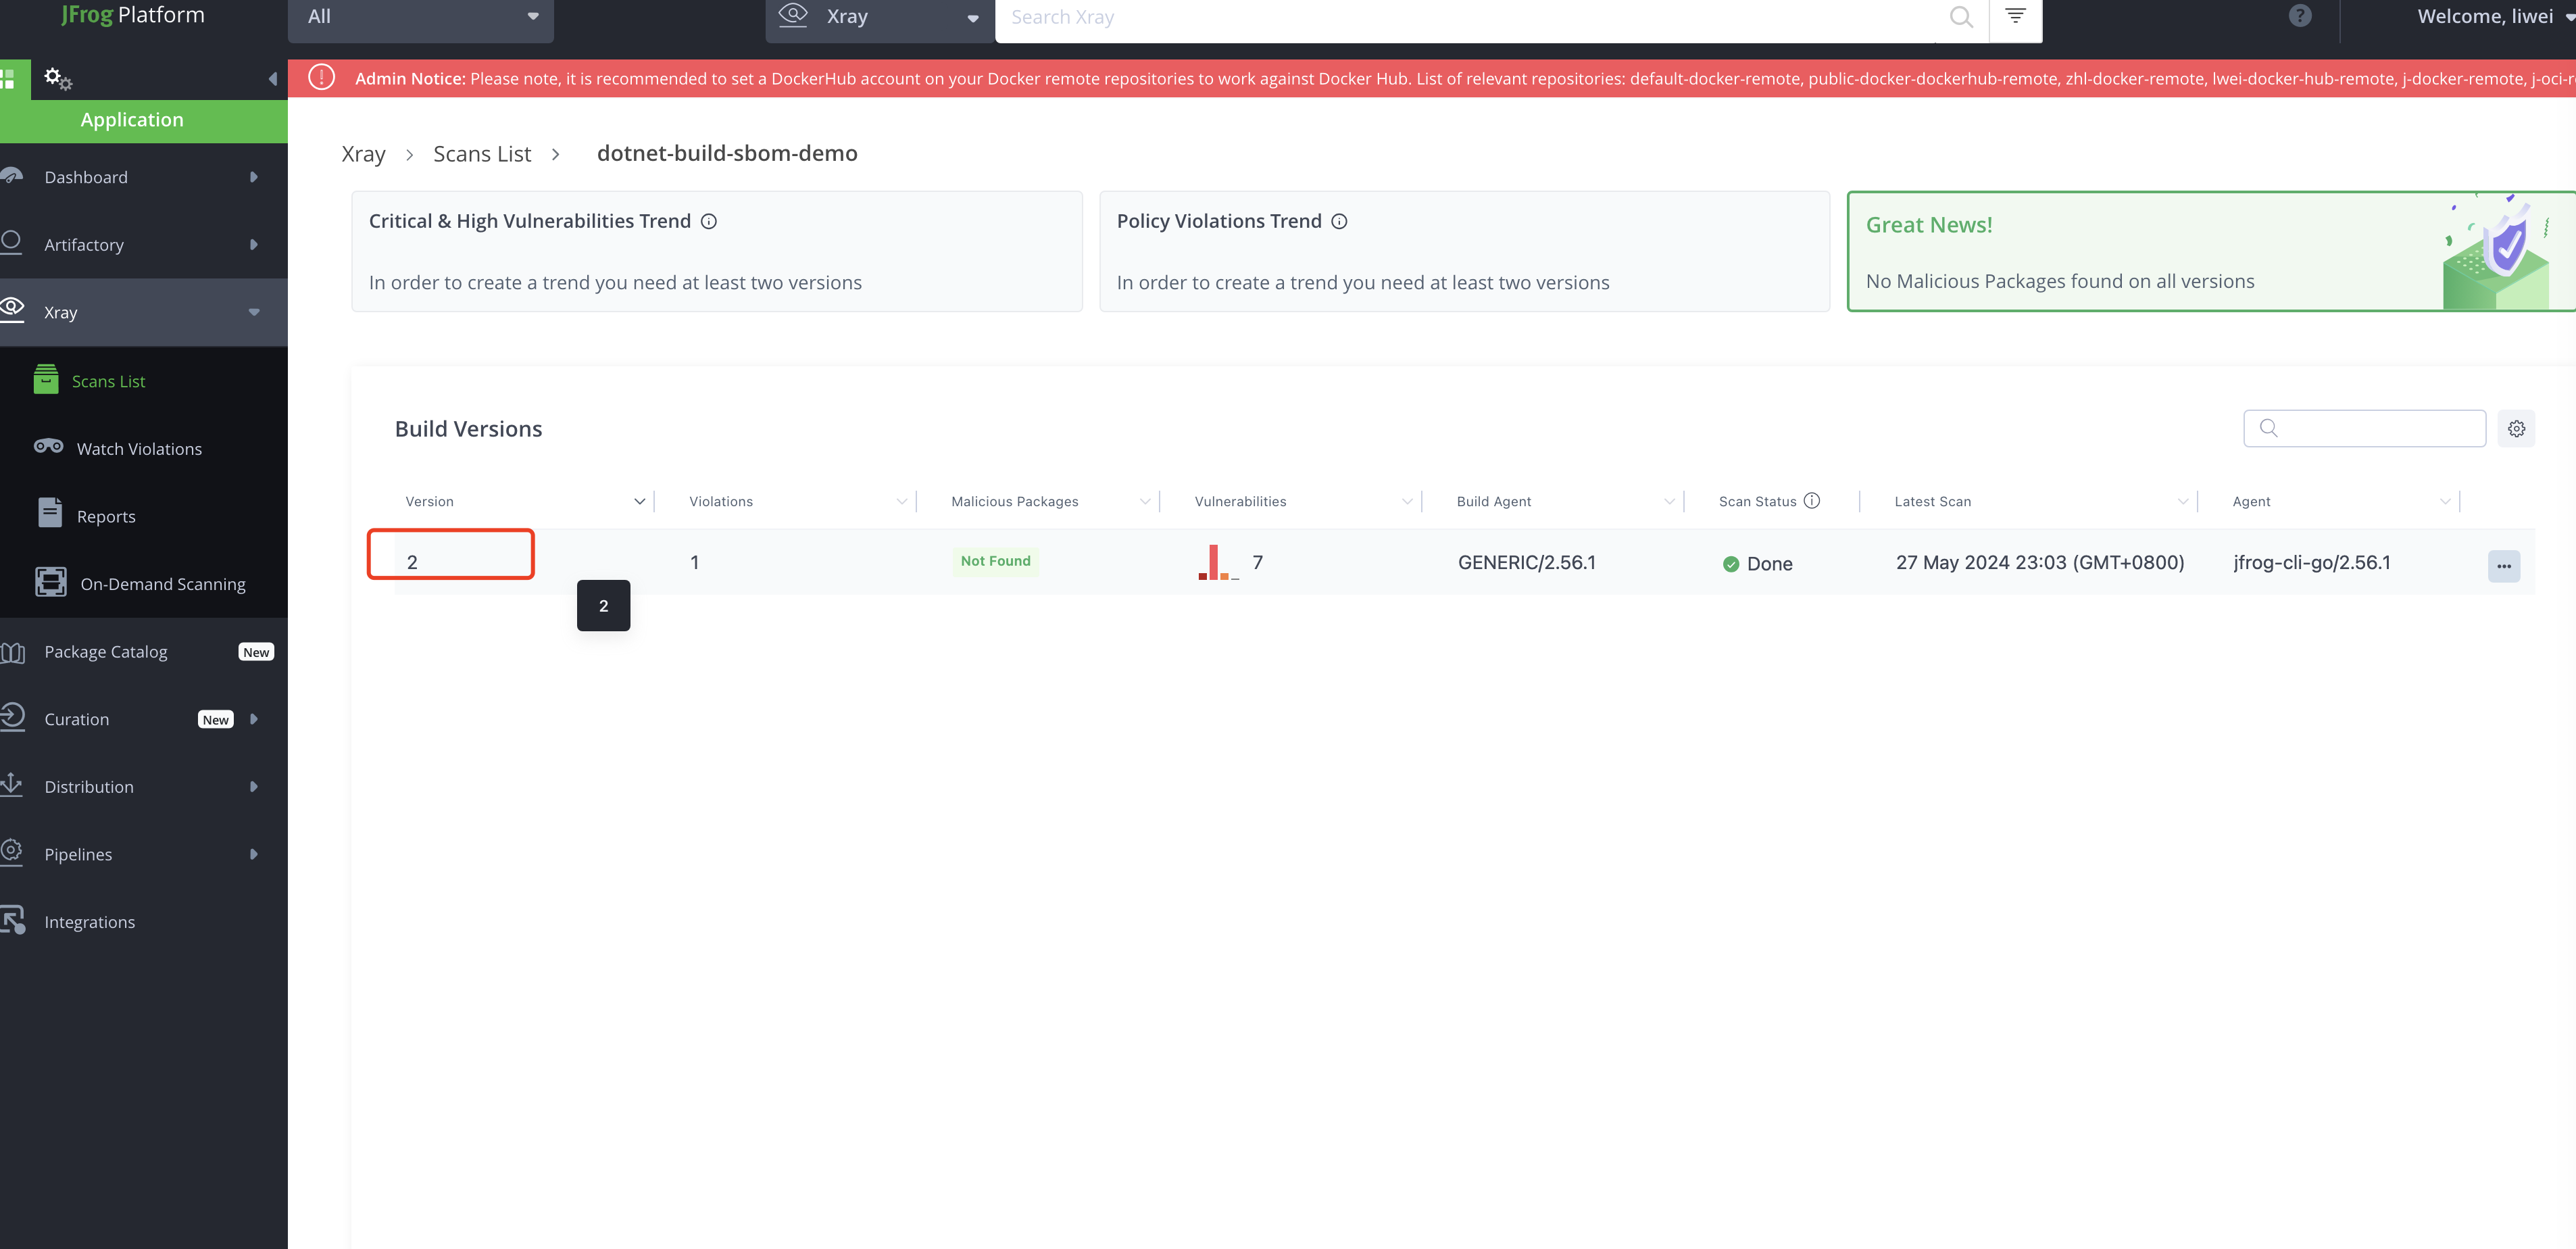 JFrog Platform
All
Xray
Search Xray
?
Welcome, liwei
Admin Notice: Please note, it is recommended to set a DockerHub account on your Docker remote repositories to work against Docker Hub. List of relevant repositories: default-docker-remote, public-docker-dockerhub-remote, zhl-docker-remote, lwei-docker-hub-remote, j-docker-remote, j-oci-r
Application
Dashboard
Artifactory
Xray
Scans List
Watch Violations
Reports
On-Demand Scanning
Package Catalog New
Curation New
Distribution
Pipelines
Integrations
Xray > Scans List > dotnet-build-sbom-demo
Critical & High Vulnerabilities Trend
In order to create a trend you need at least two versions
Policy Violations Trend
In order to create a trend you need at least two versions
Great News!
No Malicious Packages found on all versions
Build Versions
Version Violations Malicious Packages Vulnerabilities Build Agent Scan Status Latest Scan Agent
2 1 Not Found 7 GENERIC/2.56.1 Done 27 May 2024 23:03 (GMT+0800) jfrog-cli-go/2.56.1
2